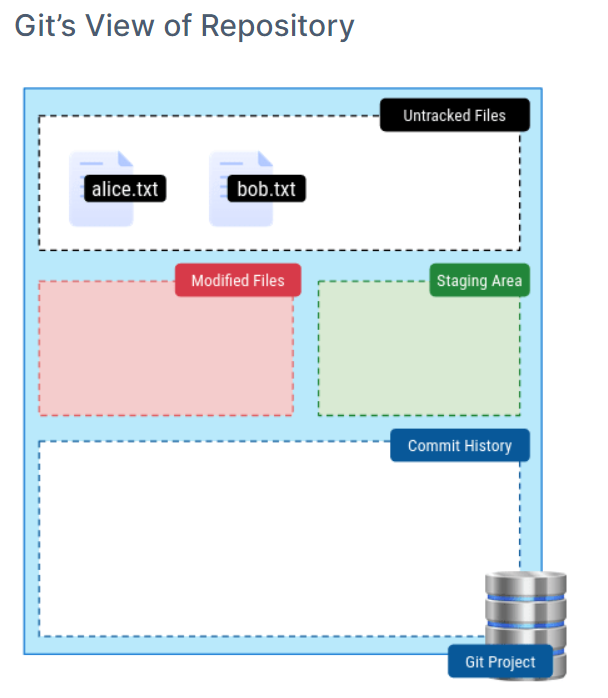 Git’s View of Repository
Untracked Files
alice.txt
bob.txt
Modified Files
Staging Area
Commit History
Git Project